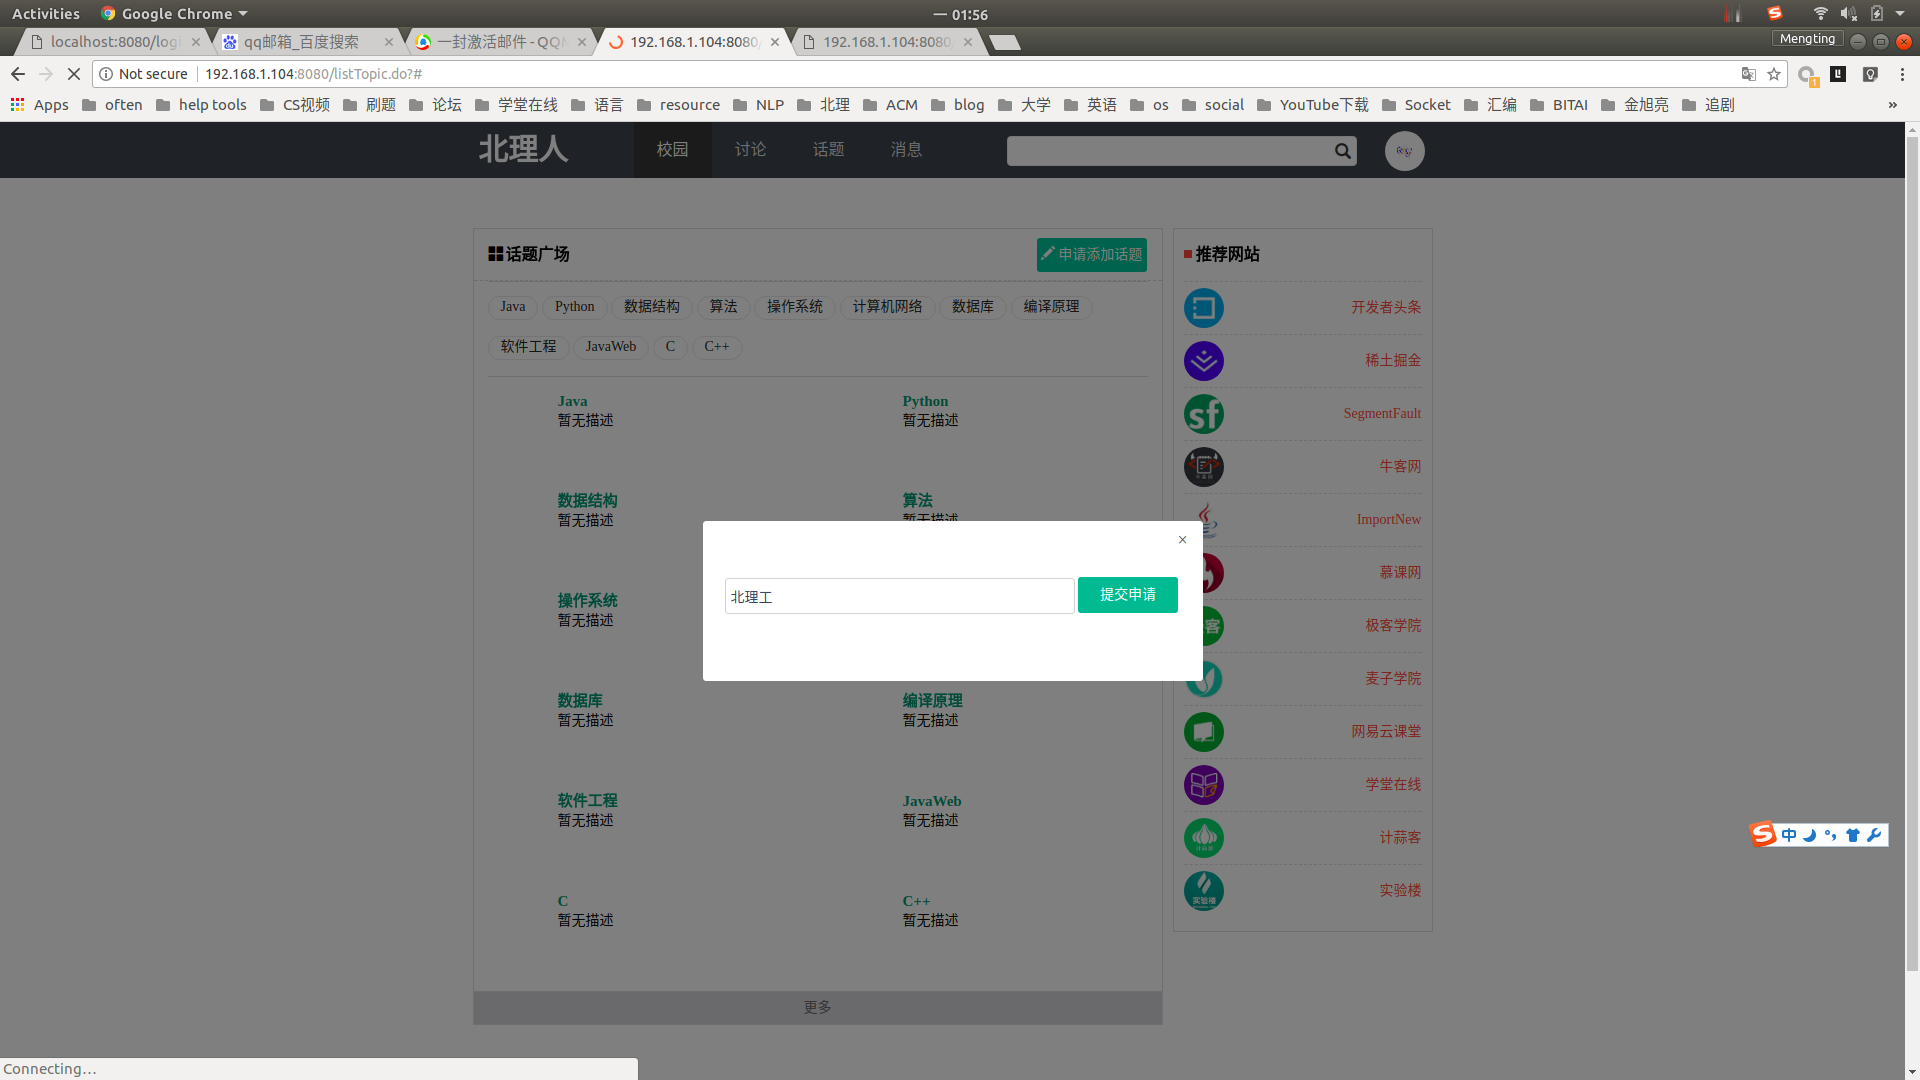 Activities Google Chrome 一 01:56
localhost:8080/logi qq邮箱_百度搜索 一封激活邮件 - QQM 192.168.1.104:8080/ 192.168.1.104:8080/ Mengting
Not secure 192.168.1.104:8080/listTopic.do?#
Apps often help tools CS视频 刷题 论坛 学堂在线 语言 resource NLP 北理 ACM blog 大学 英语 os social YouTube下载 Socket 汇编 BITAI 金旭亮 追剧 »
北理人 校园 讨论 话题 消息
话题广场 申请添加话题
Java Python 数据结构 算法 操作系统 计算机网络 数据库 编译原理
软件工程 JavaWeb C C++
Java
暂无描述
Python
暂无描述
数据结构
暂无描述
算法
暂无描述
操作系统
暂无描述
×
北理工 提交申请
数据库
暂无描述
编译原理
暂无描述
软件工程
暂无描述
JavaWeb
暂无描述
C
暂无描述
C++
暂无描述
更多
推荐网站
开发者头条
稀土掘金
sf SegmentFault
牛客网
ImportNew
慕课网
客 极客学院
麦子学院
网易云课堂
学堂在线
计蒜客
实验楼 实验楼
S 中
Connecting…